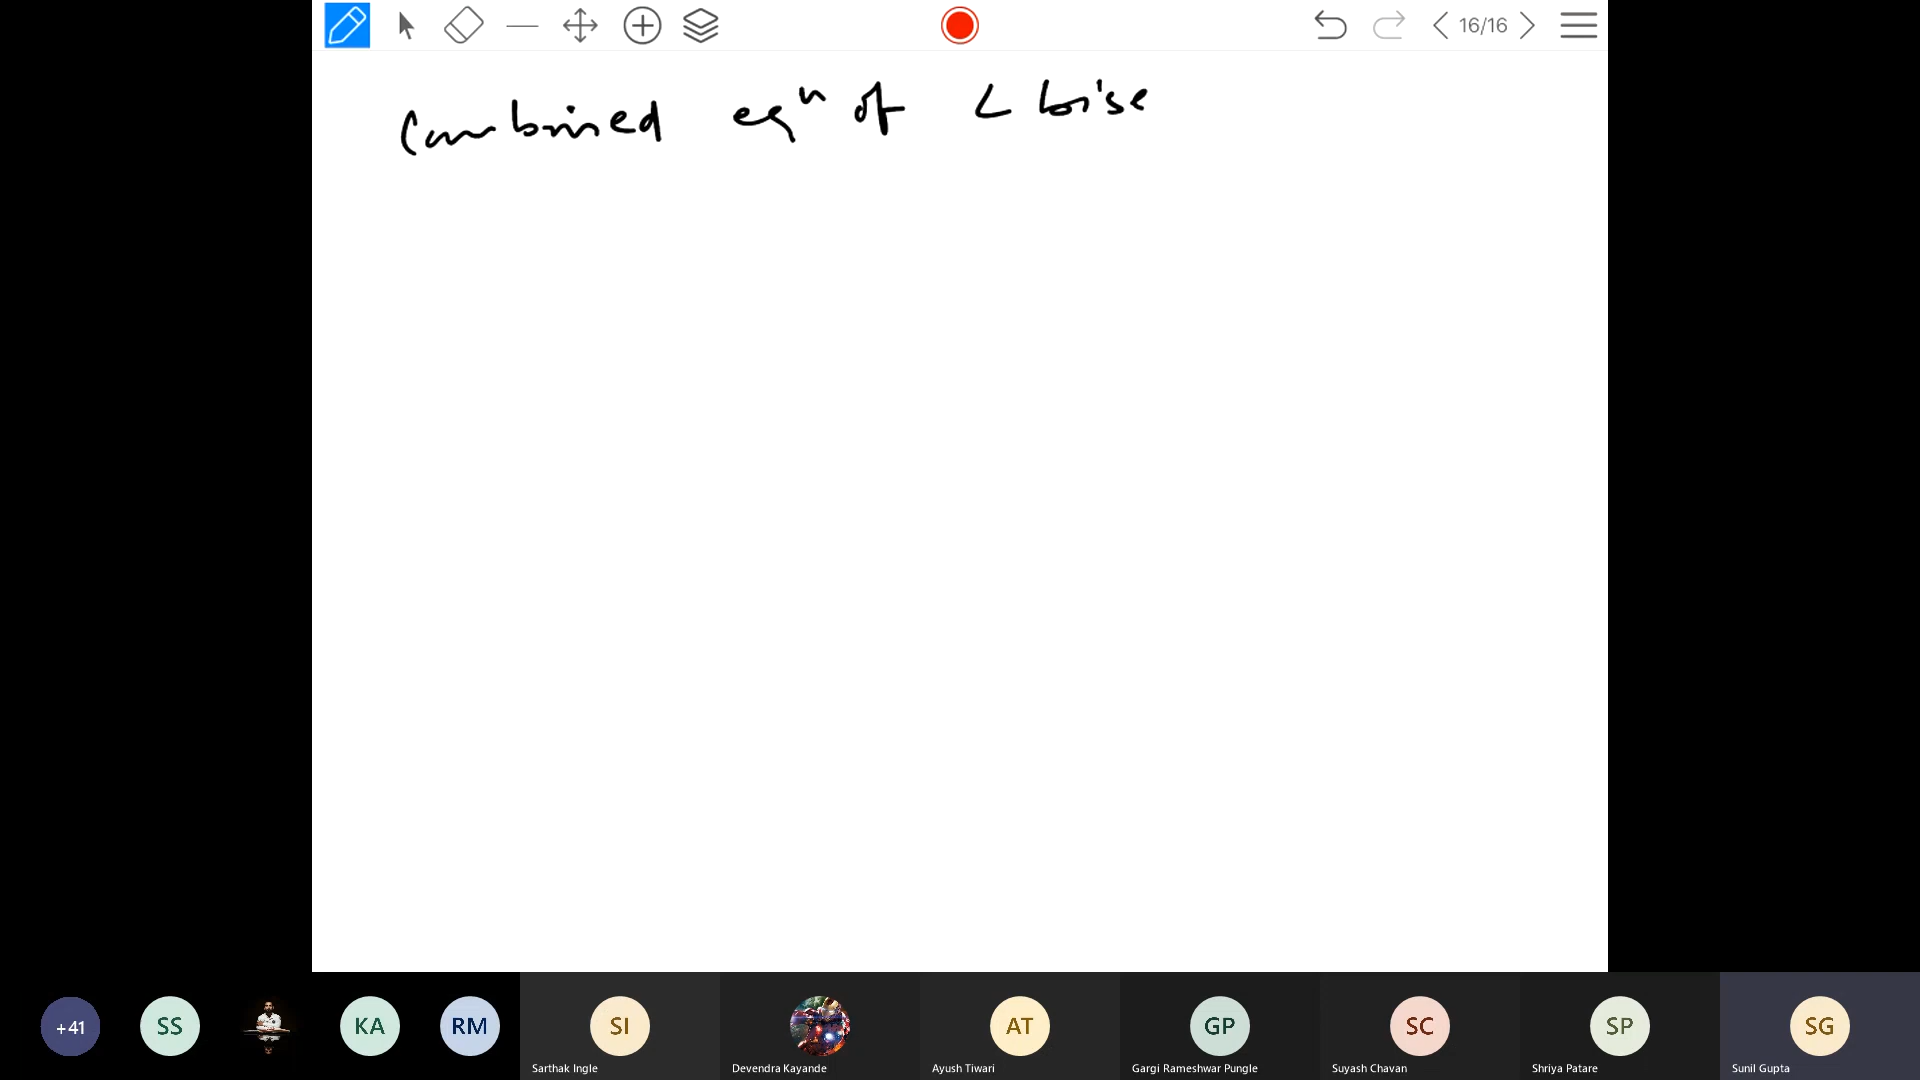 16/16
Combined eqⁿ of ∠ bise
+41 SS KA RM SI AT GP SC SP SG
Sarthak Ingle Devendra Kayande Ayush Tiwari Gargi Rameshwar Pungle Suyash Chavan Shriya Patare Sunil Gupta